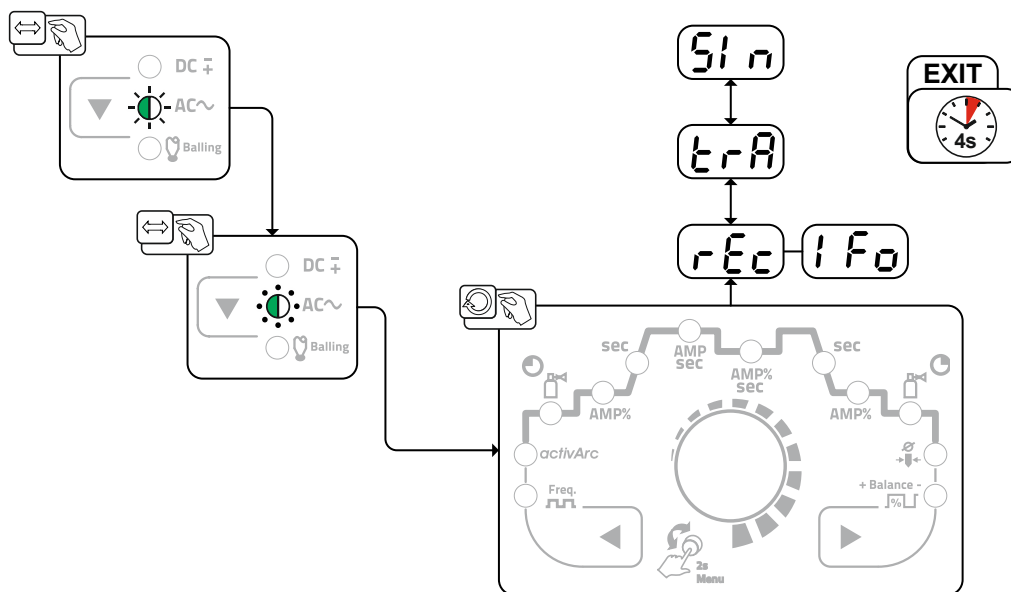 DC
AC
Balling
DC
AC
Balling
SIn
trA
rEc
IFo
EXIT
4s
sec
AMP
sec
AMP%
sec
sec
AMP%
AMP%
activArc
Freq.
+ Balance -
%
2s
Menu